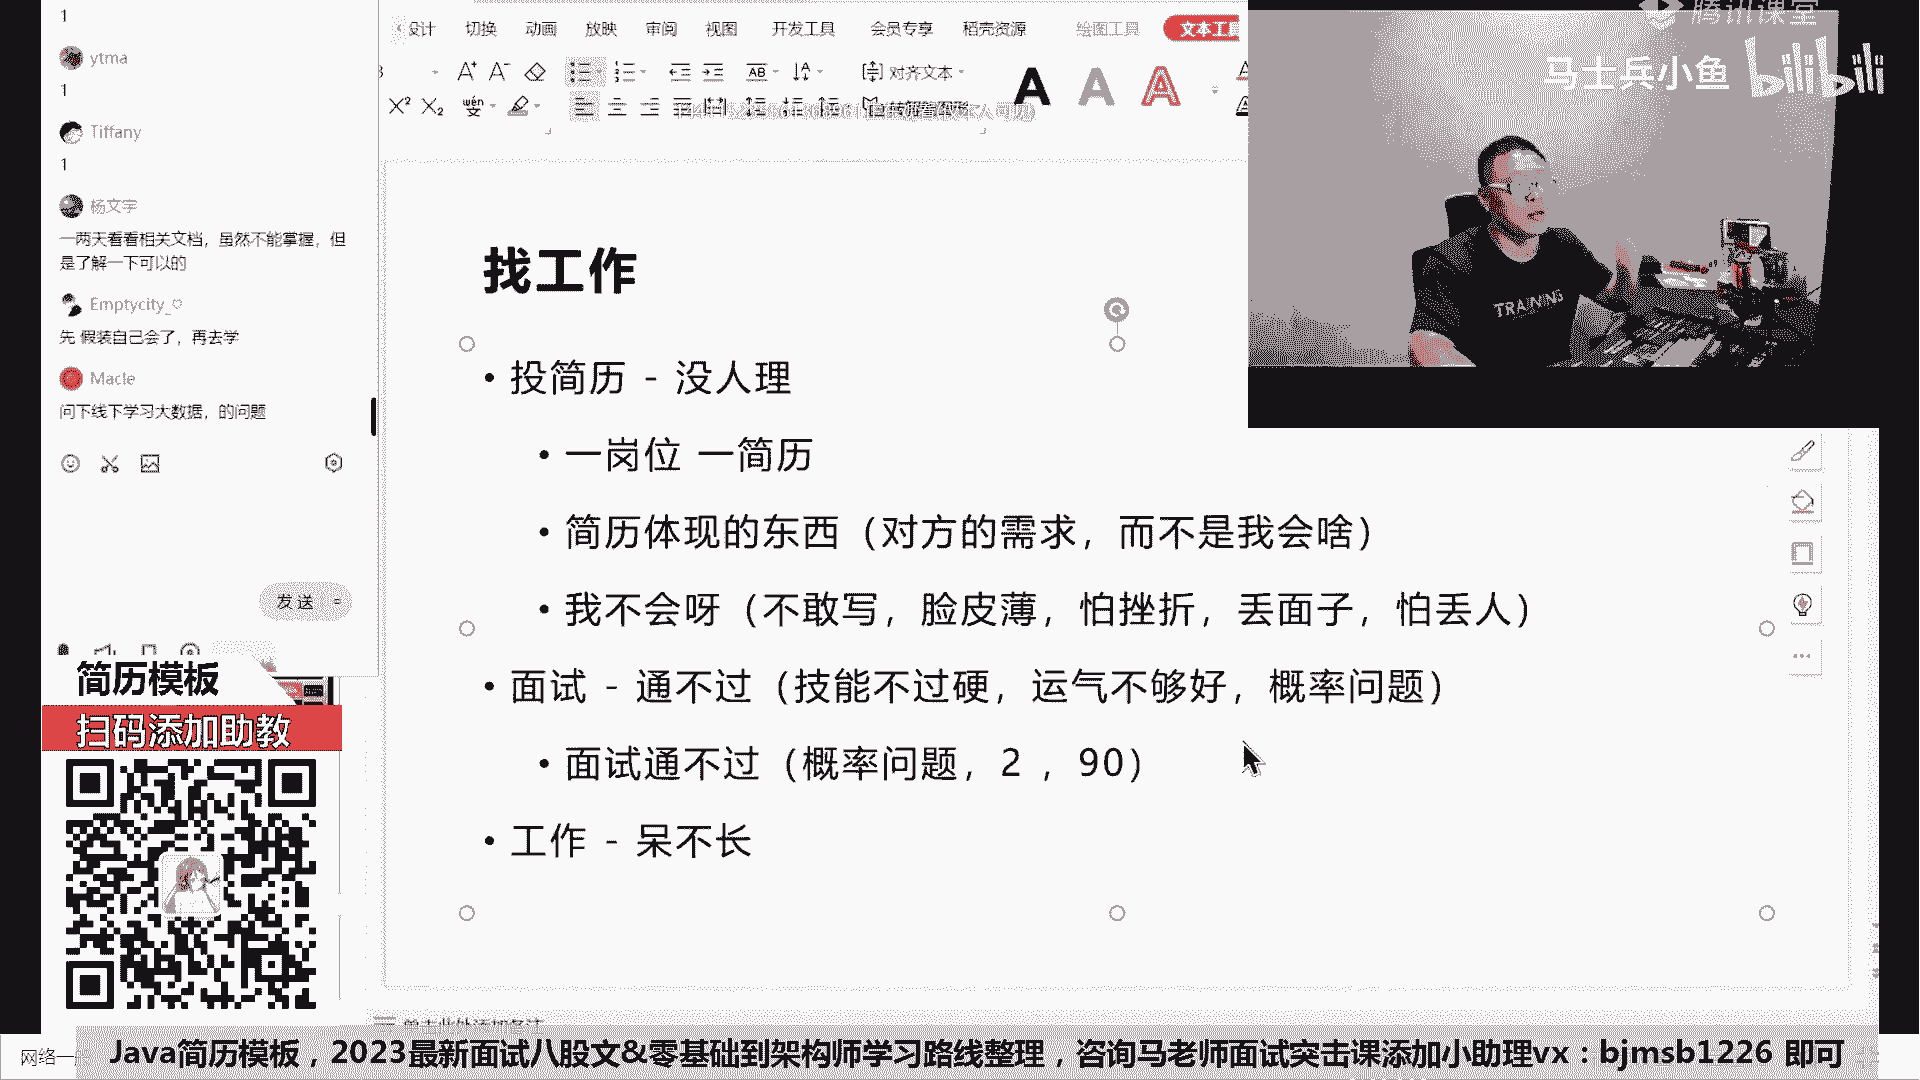 1
ytma
1
Tiffany
1
杨文宇
一两天看看相关文档，虽然不能掌握，但
是了解一下可以的
Emptycity_♡
先 假装自己会了，再去学
Macle
问下线下学习大数据，的问题
发送
设计 切换 动画 放映 审阅 视图 开发工具 会员专享 稻壳资源 绘图工具 文本工具
对齐文本
腾讯课堂
马士兵小鱼 bilibili
TRAINING
找工作
• 投简历 - 没人理
• 一岗位 一简历
• 简历体现的东西（对方的需求，而不是我会啥）
• 我不会呀（不敢写，脸皮薄，怕挫折，丢面子，怕丢人）
• 面试 - 通不过（技能不过硬，运气不够好，概率问题）
• 面试通不过（概率问题，2 ，90）
• 工作 - 呆不长
简历模板
扫码添加助教
单击此处添加备注
网络一
Java简历模板，2023最新面试八股文&零基础到架构师学习路线整理，咨询马老师面试突击课添加小助理vx：bjmsb1226 即可